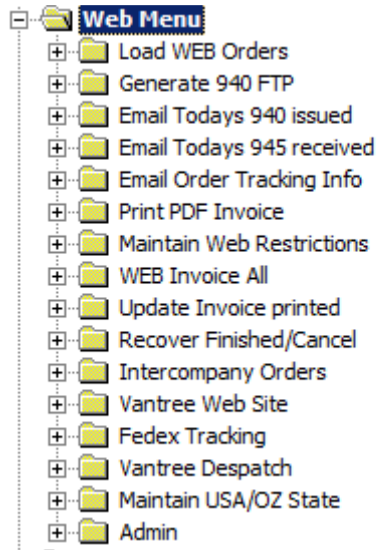 Web Menu
Load WEB Orders
Generate 940 FTP
Email Todays 940 issued
Email Todays 945 received
Email Order Tracking Info
Print PDF Invoice
Maintain Web Restrictions
WEB Invoice All
Update Invoice printed
Recover Finished/Cancel
Intercompany Orders
Vantree Web Site
Fedex Tracking
Vantree Despatch
Maintain USA/OZ State
Admin